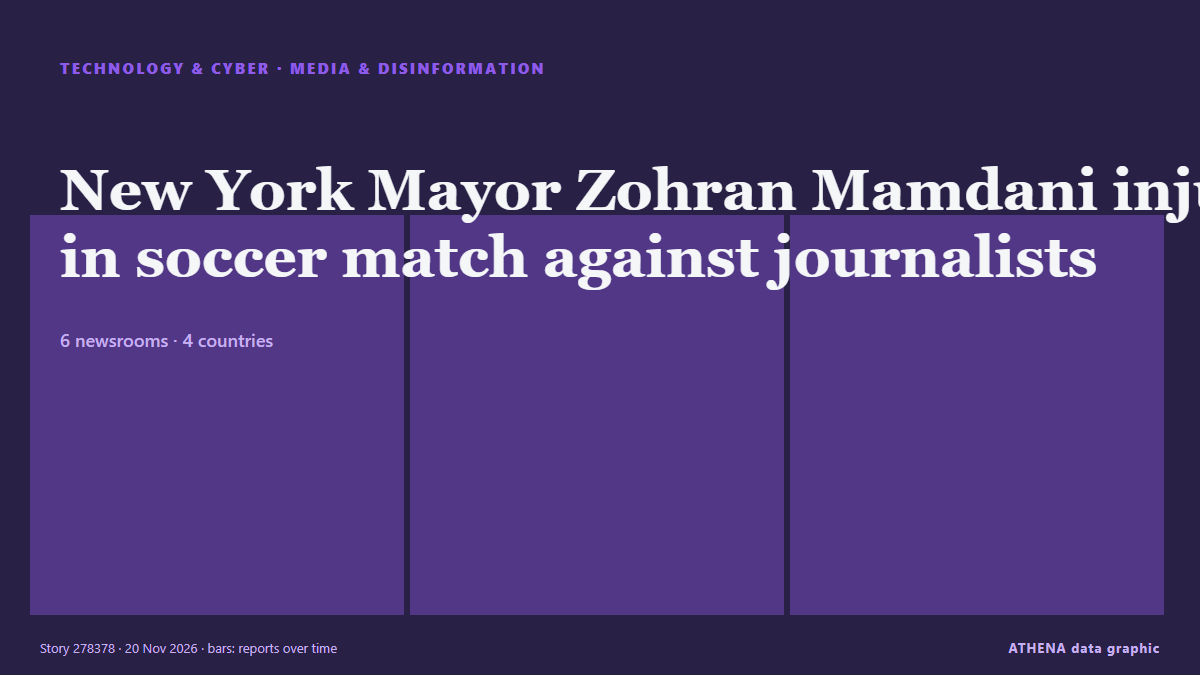 TECHNOLOGY & CYBER · MEDIA & DISINFORMATION
New York Mayor Zohran Mamdani
in soccer match against journalists
6 newsrooms · 4 countries
Story 278378 · 20 Nov 2026 · bars: reports over time
ATHENA data graphic